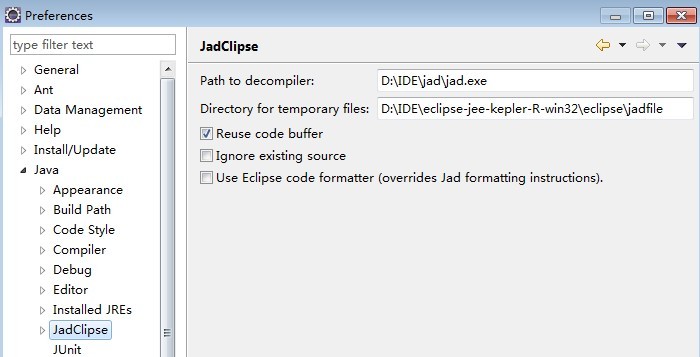 Preferences
type filter text
General
Ant
Data Management
Help
Install/Update
Java
Appearance
Build Path
Code Style
Compiler
Debug
Editor
Installed JREs
JadClipse
JUnit
JadClipse
Path to decompiler: D:\IDE\jad\jad.exe
Directory for temporary files: D:\IDE\eclipse-jee-kepler-R-win32\eclipse\jadfile
Reuse code buffer
Ignore existing source
Use Eclipse code formatter (overrides Jad formatting instructions).